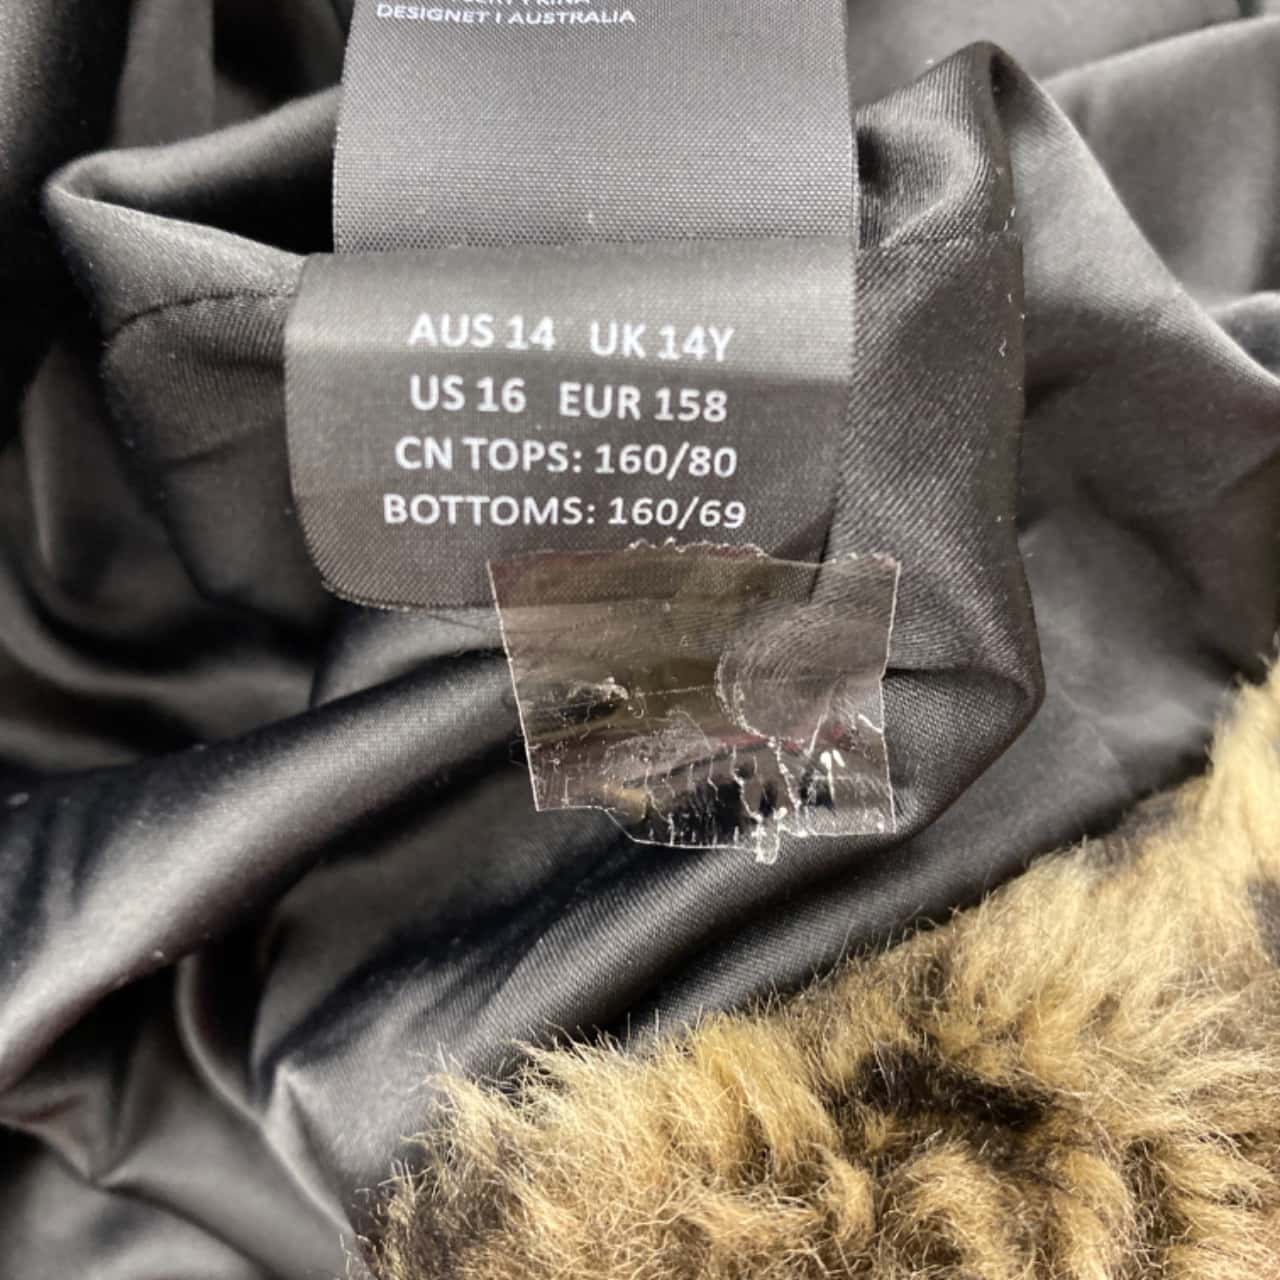 DESIGNET | AUSTRALIA
AUS 14 UK 14Y
US 16 EUR 158
CN TOPS: 160/80
BOTTOMS: 160/69